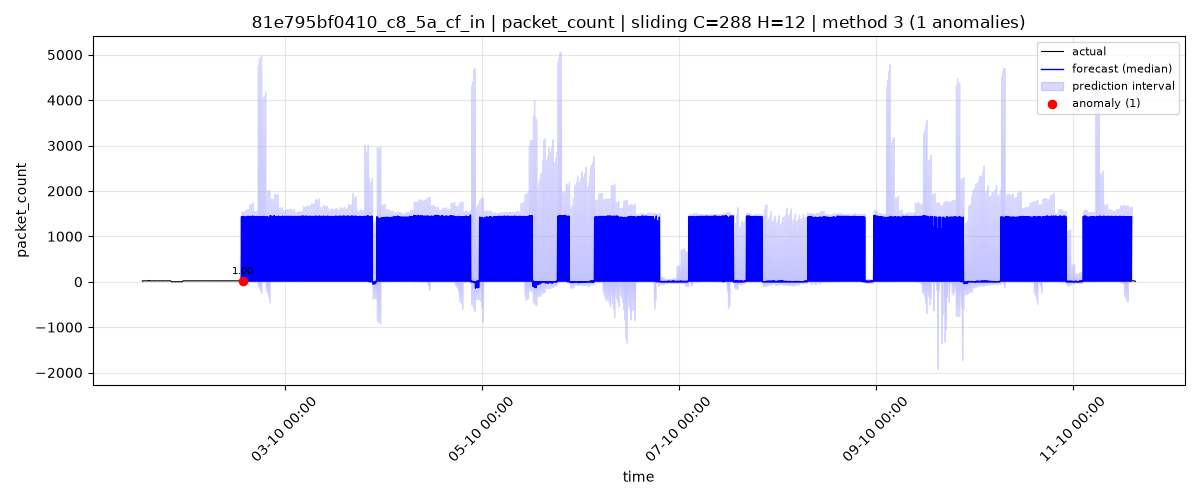 81e795bf0410_c8_5a_cf_in | packet_count | sliding C=288 H=12 | method 3 (1 anomalies)
actual
forecast (median)
prediction interval
anomaly (1)
5000
4000
3000
2000
1000
0
−1000
−2000
packet_count
1.00
03-10 00:00
05-10 00:00
07-10 00:00
09-10 00:00
11-10 00:00
time